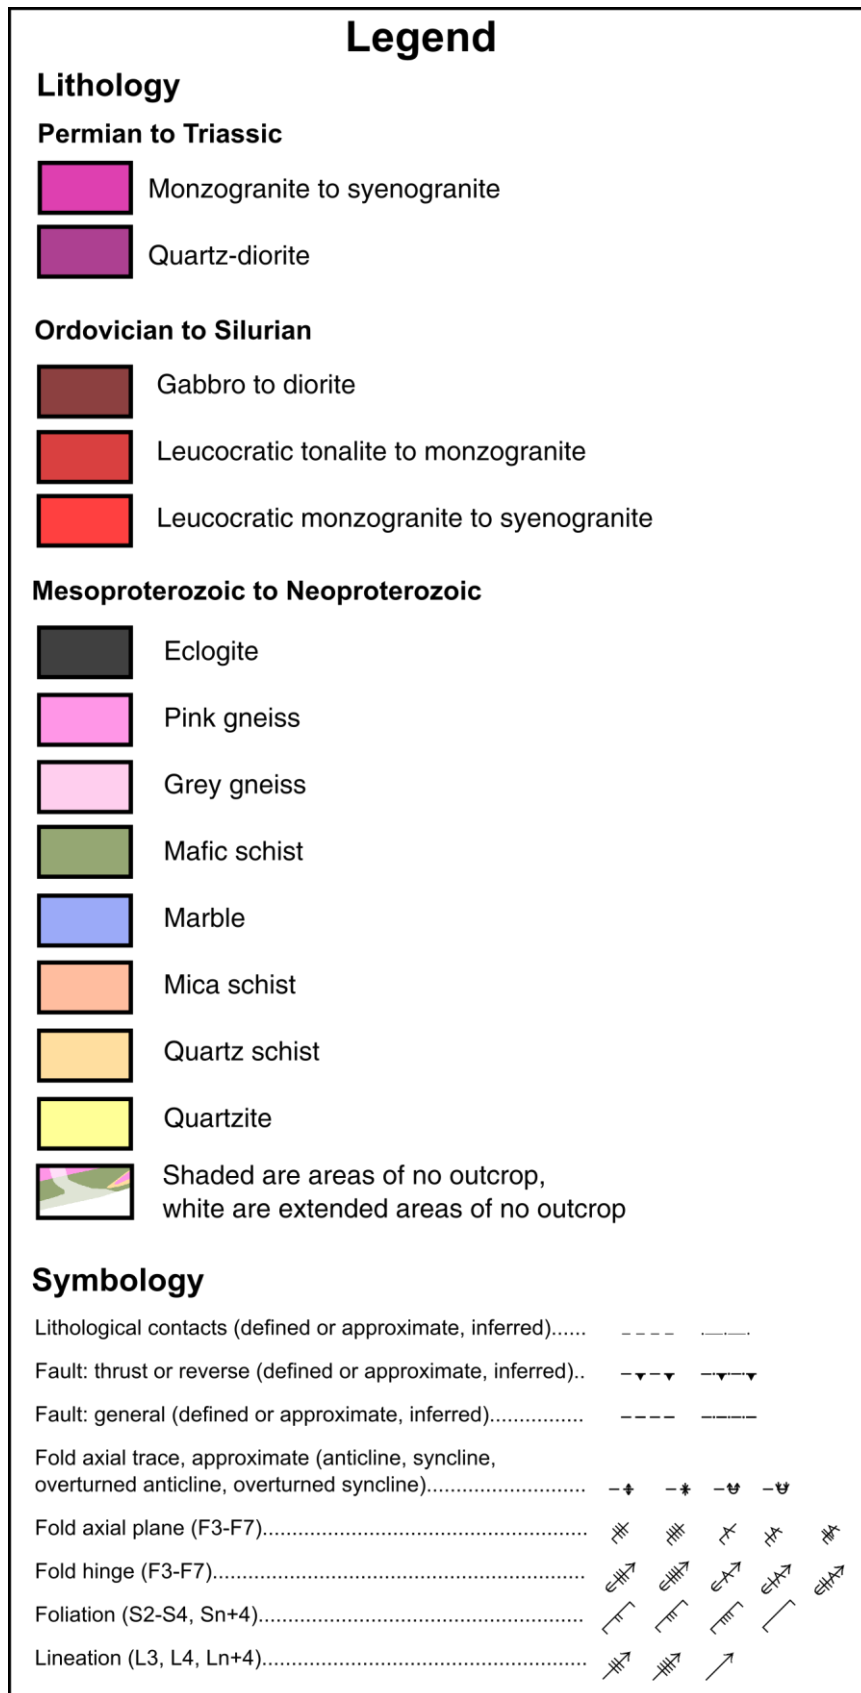 Legend
Lithology
Permian to Triassic
Monzogranite to syenogranite
Quartz-diorite
Ordovician to Silurian
Gabbro to diorite
Leucocratic tonalite to monzogranite
Leucocratic monzogranite to syenogranite
Mesoproterozoic to Neoproterozoic
Eclogite
Pink gneiss
Grey gneiss
Mafic schist
Marble
Mica schist
Quartz schist
Quartzite
Shaded are areas of no outcrop,
white are extended areas of no outcrop
Symbology
Lithological contacts (defined or approximate, inferred)......
Fault: thrust or reverse (defined or approximate, inferred)..
Fault: general (defined or approximate, inferred)................
Fold axial trace, approximate (anticline, syncline,
overturned anticline, overturned syncline)...........................
Fold axial plane (F3-F7)......................................................
Fold hinge (F3-F7)...............................................................
Foliation (S2-S4, Sn+4).......................................................
Lineation (L3, L4, Ln+4).......................................................